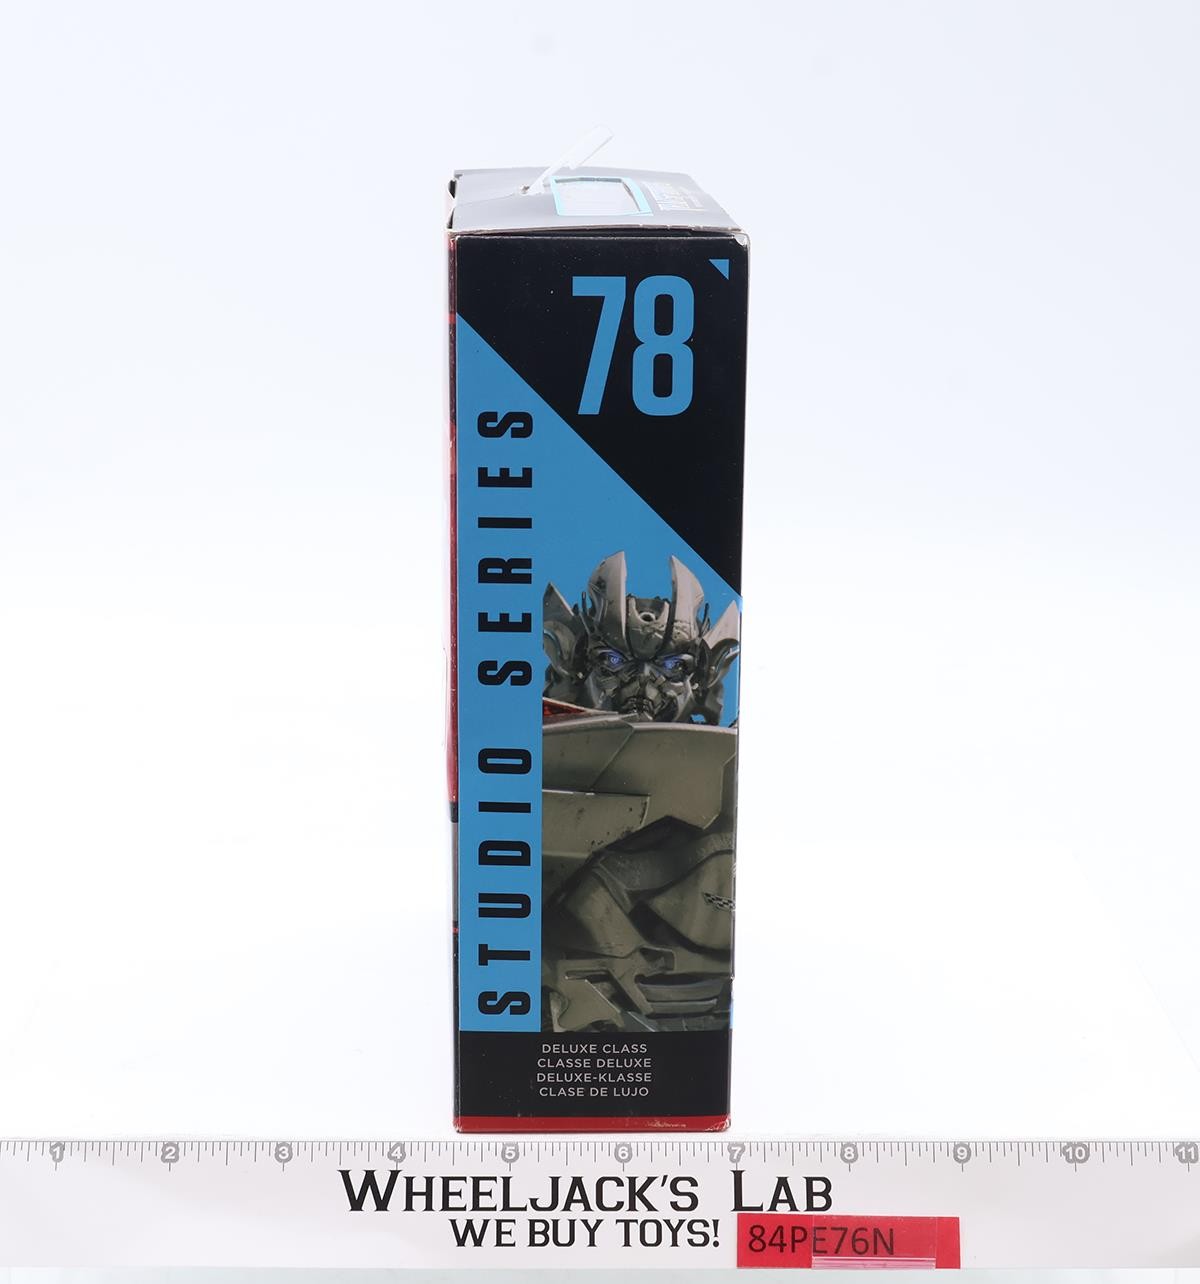 78
STUDIO SERIES
DELUXE CLASS
CLASSE DELUXE
DELUXE-KLASSE
CLASE DE LUJO
1 2 3 4 5 6 7 8 9 10 11
WHEELJACK'S LAB
WE BUY TOYS!
84PE76N